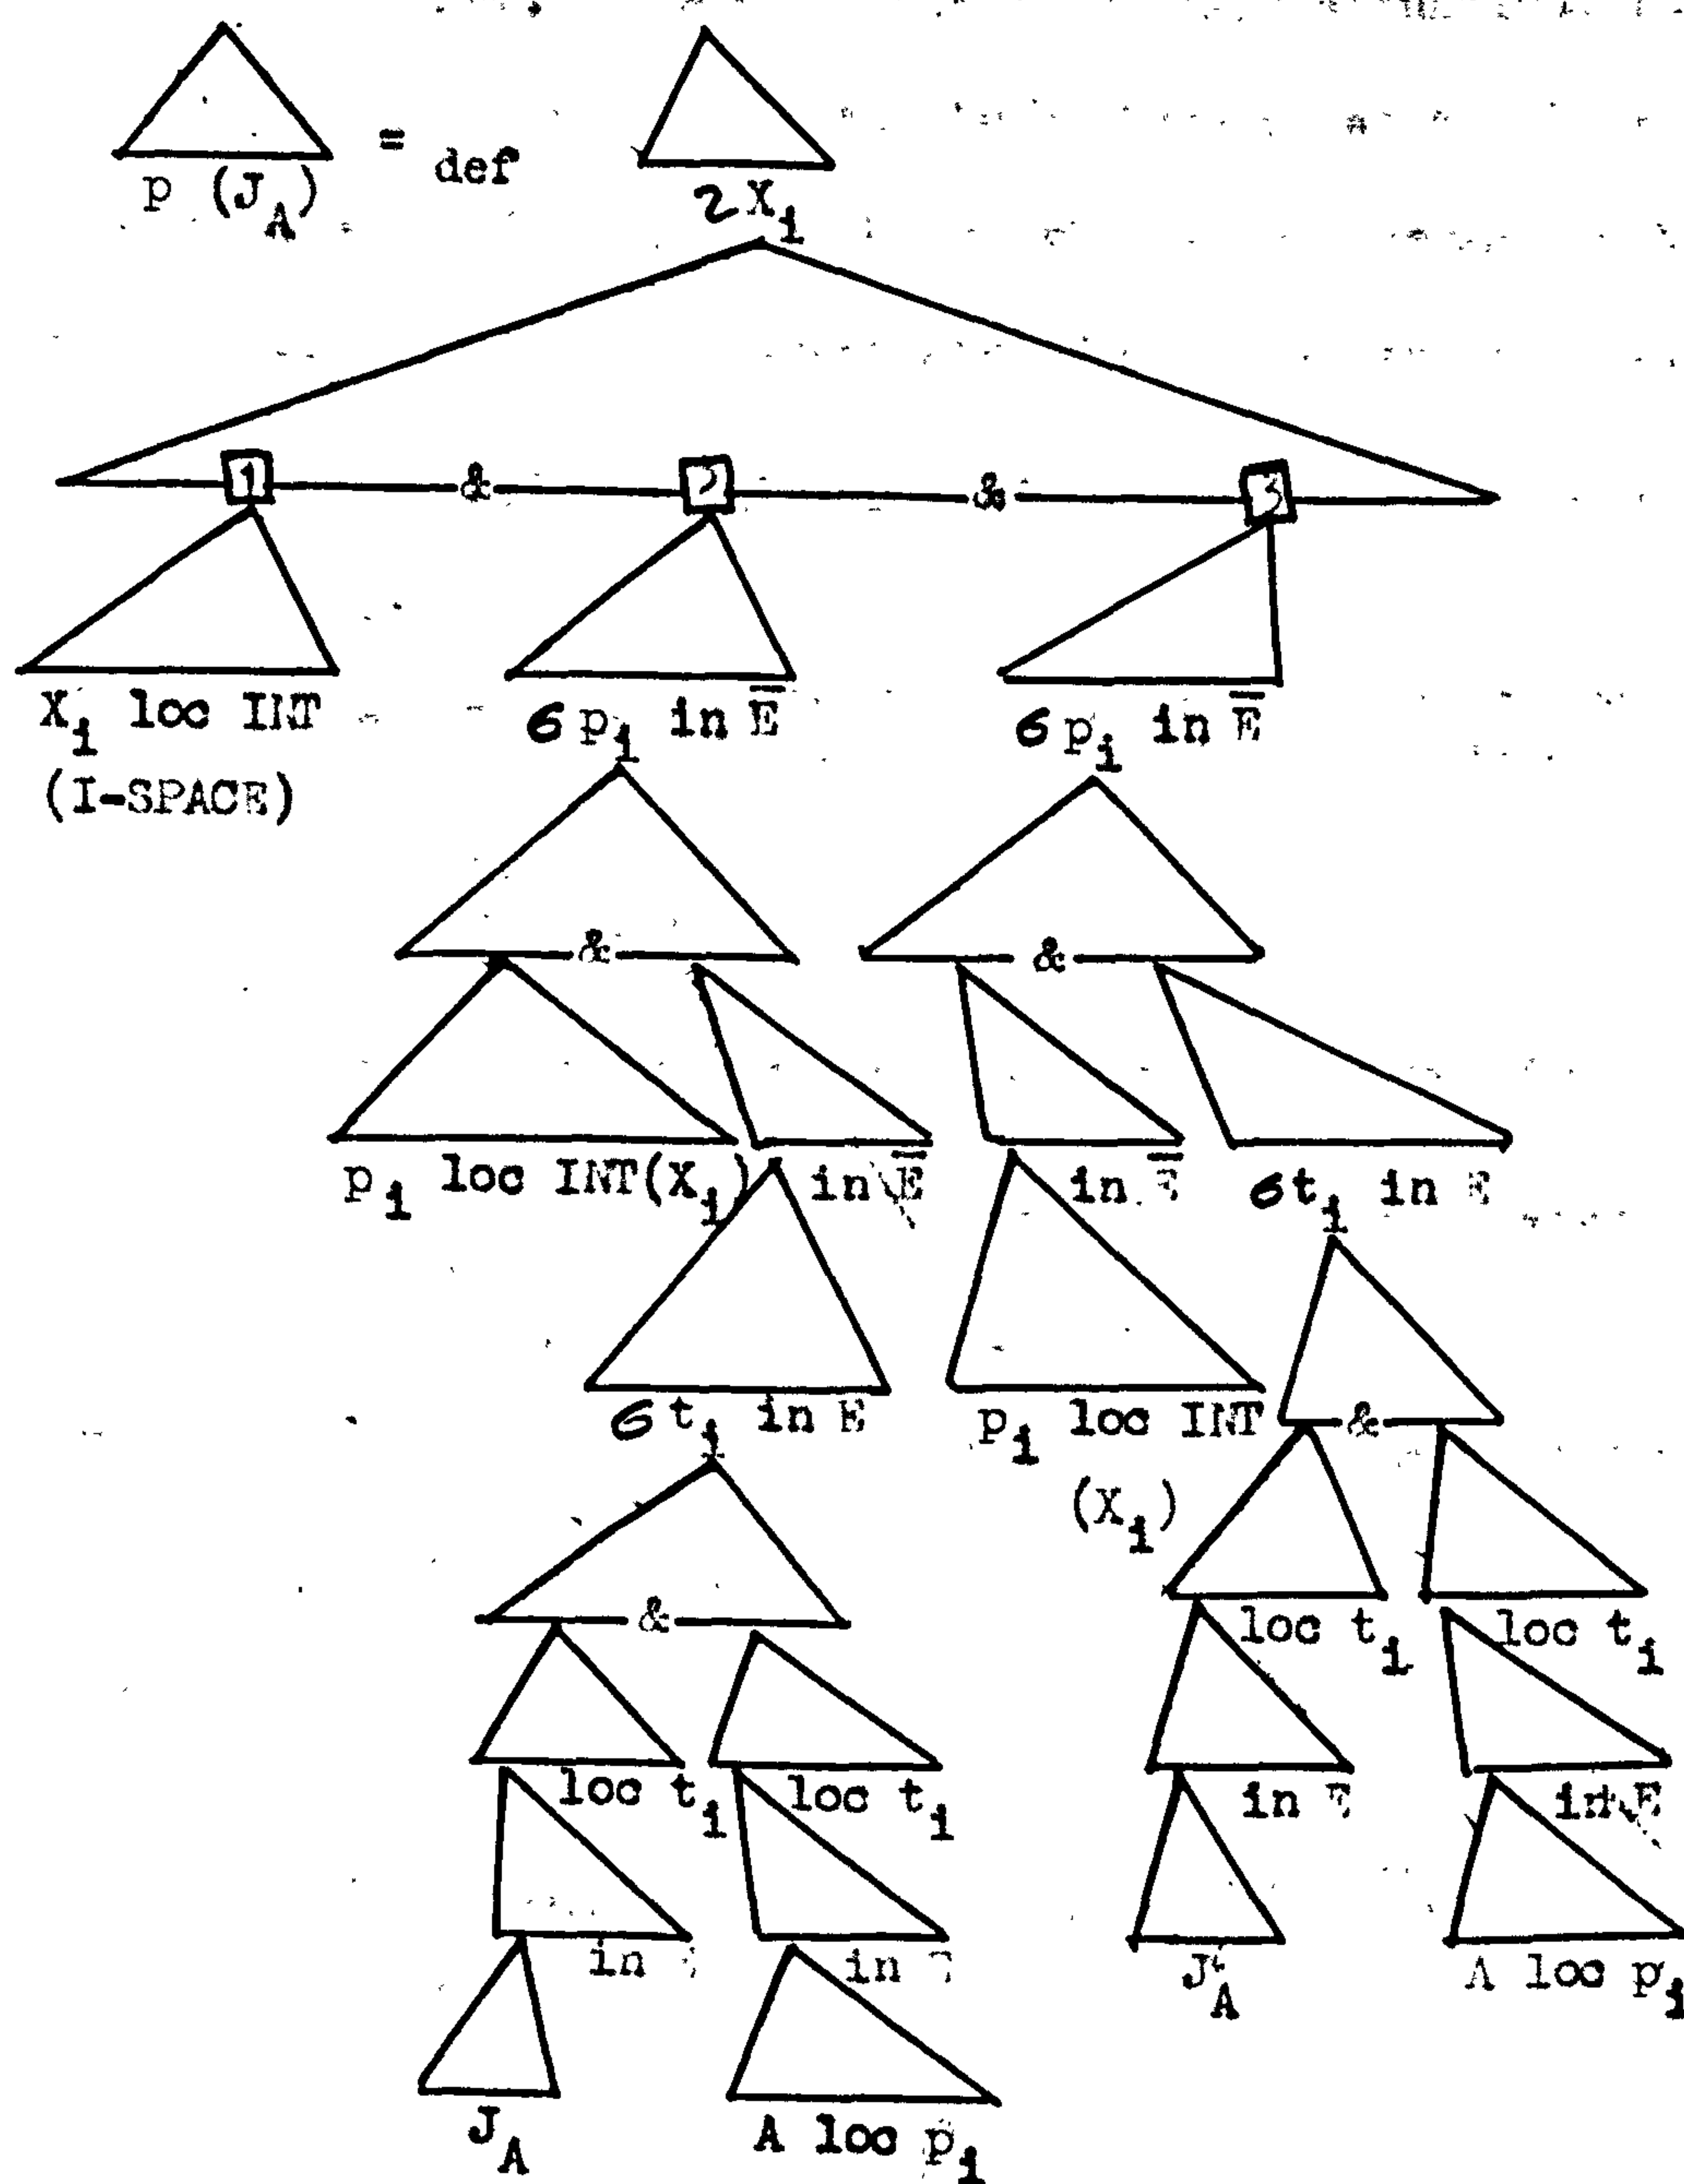 p (J_A) = def 2X_i
1 & 2 & 3
X_i loc INT 6p_i in E̅ 6p_i in E̅
(I-SPACE)
& &
p_i loc INT(X_i) in E̅ in E̅ 6t_i in E
6t_i in E p_i loc INT &
(X_i)
& loc t_i loc t_i
loc t_i loc t_i in E in E
in in J_A A loc p_i
J_A A loc p_i